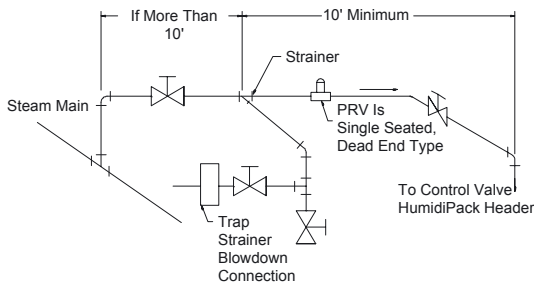 If More Than
10'
10' Minimum
Strainer
Steam Main
PRV Is
Single Seated,
Dead End Type
To Control Valve
HumidiPack Header
Trap
Strainer
Blowdown
Connection